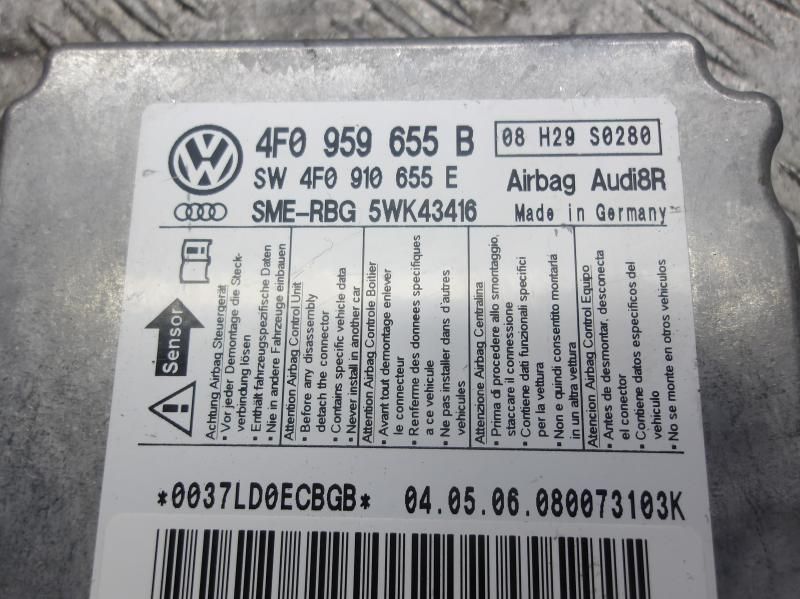 4F0 959 655 B
08 H29 S0280
SW 4F0 910 655 E
Airbag Audi8R
SME-RBG 5WK43416
Made in Germany
Sensor
Achtung Airbag Steuergerät
• Vor jeder Demontage die Steck-
verbindung lösen
• Enthält fahrzeugspezifische Daten
• Nie in andere Fahrzeuge einbauen
Attention Airbag Control Unit
• Before any disassembly
detach the connector
• Contains specific vehicle data
• Never install in another car
Attention Airbag Controle Boitier
• Avant tout demontage enlever
le connecteur
• Renferme des donnees specifiques
a ce vehicule
• Ne pas installer dans d'autres
vehicules
Attenzione Airbag Centralina
• Prima di procedere allo smontaggio,
staccare il connessione
• Contiene dati funzionali specifici
per la vettura
• Non e quindi consentito montarla
in un altra vettura
Atencion Airbag Control Equipo
• Antes de desmontar, desconecta
el conector
• Contiene datos especificos del
vehiculo
• No se monte en otros vehiculos
*0037LD0ECBGB*
04.05.06.080073103K